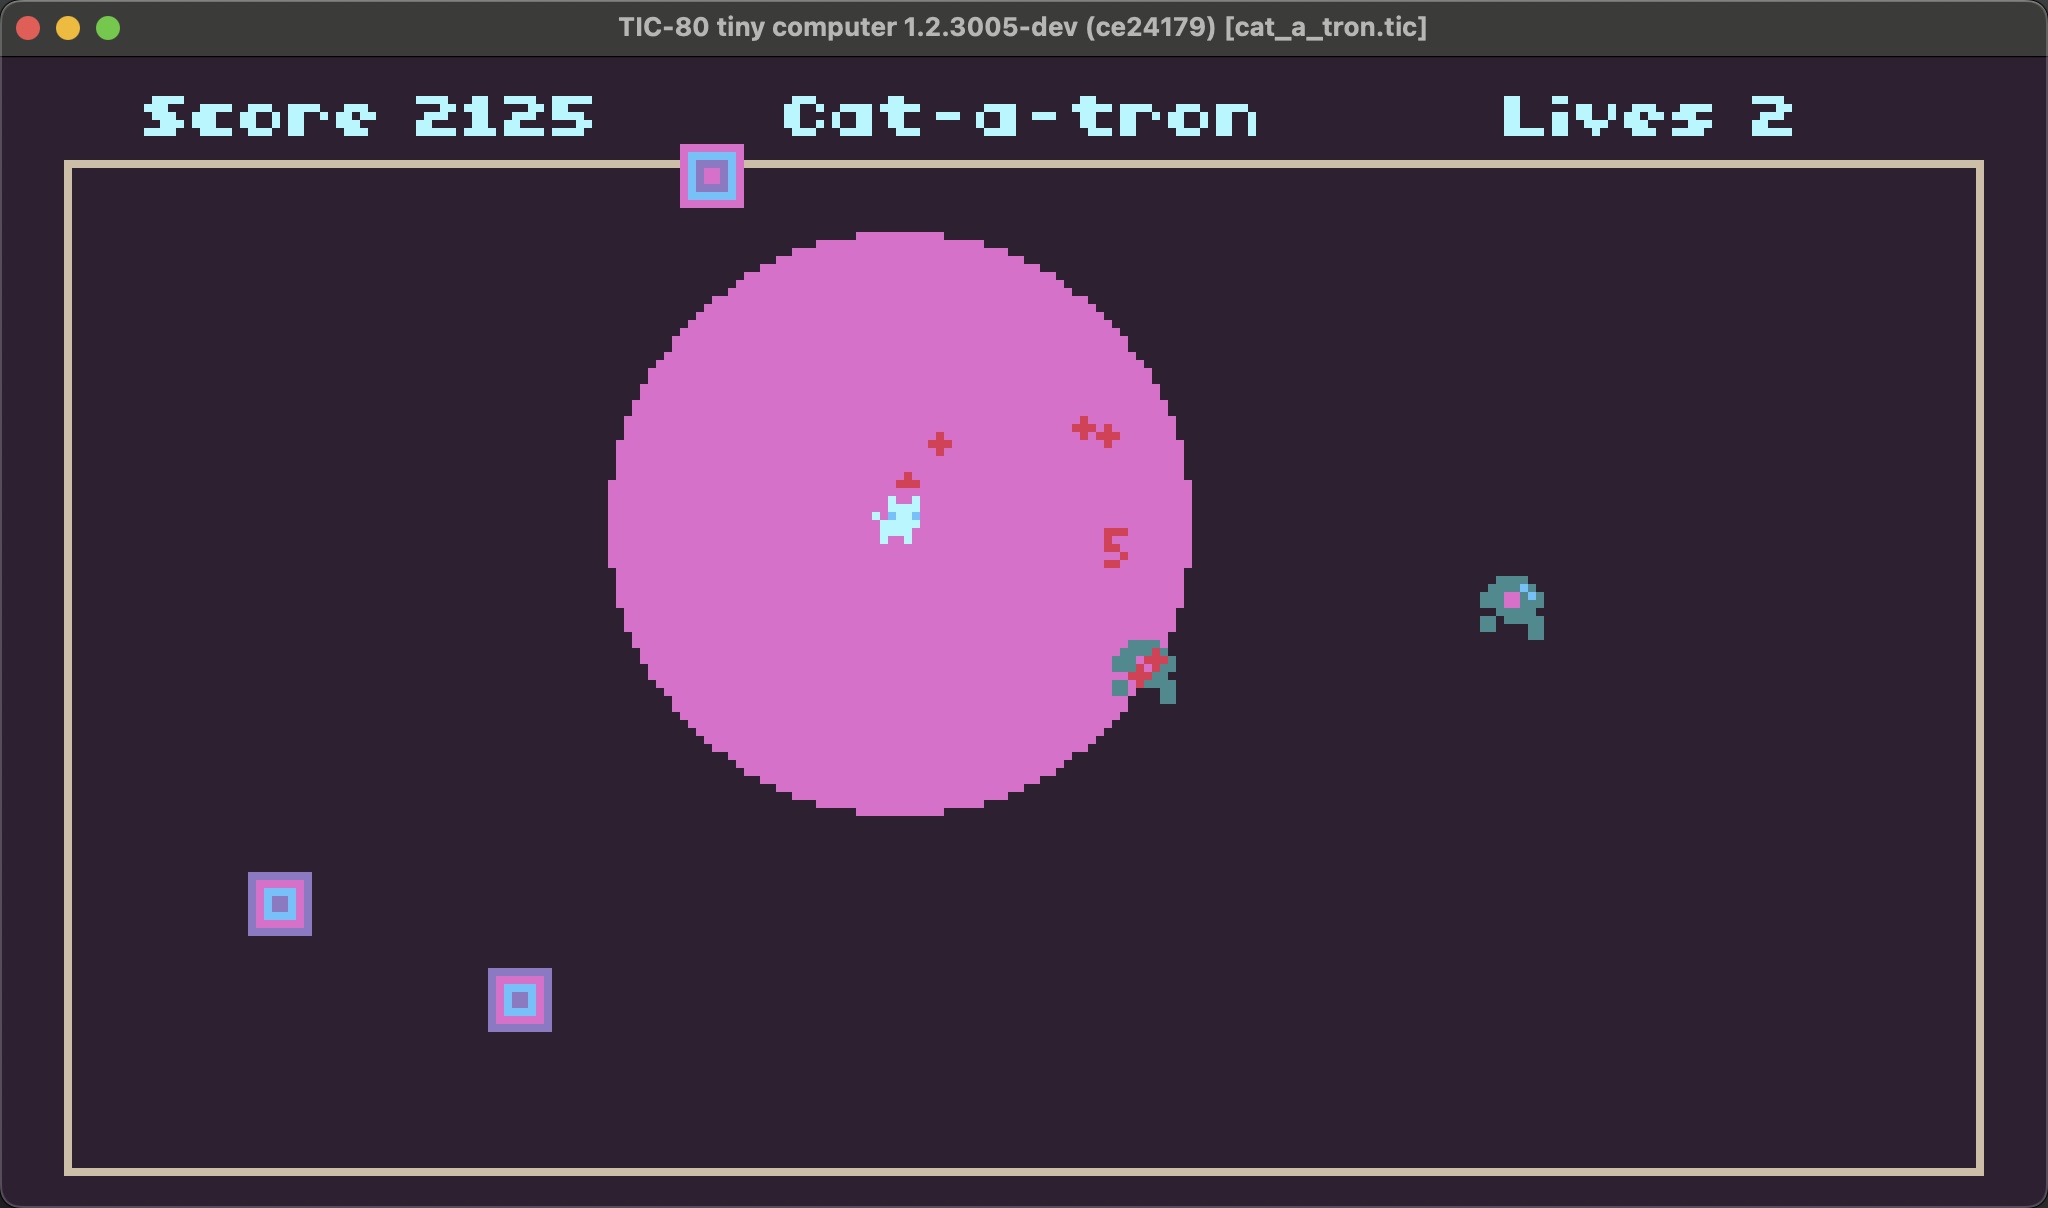 TIC-80 tiny computer 1.2.3005-dev (ce24179) [cat_a_tron.tic]
Score 2125 Cat-a-tron Lives 2
5